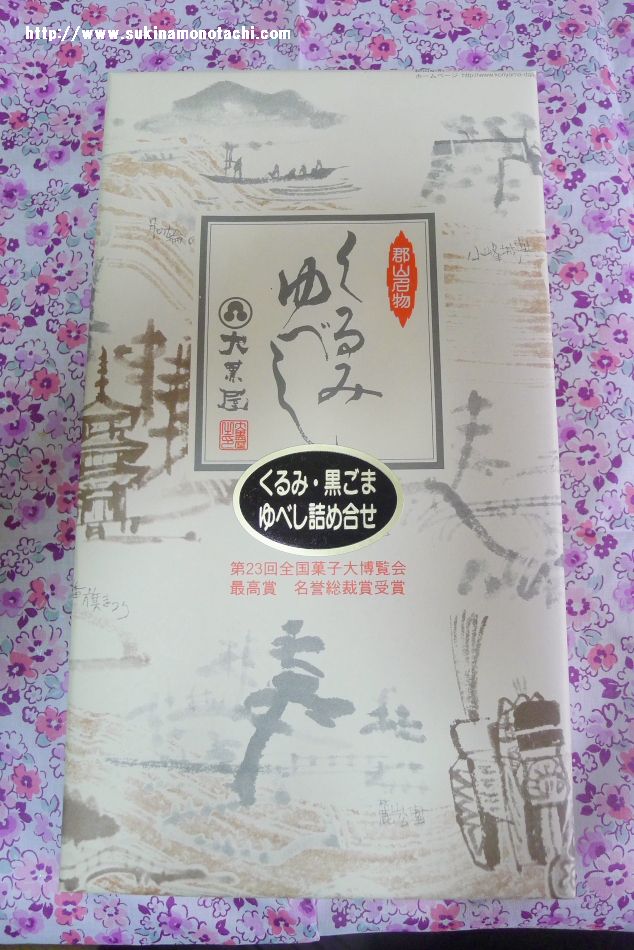 http://www.sukinamonotachi.com
郡山名物
くるみ
ゆべし
大黒屋
くるみ・黒ごま
ゆべし詰め合せ
第23回全国菓子大博覧会
最高賞 名誉総裁賞受賞